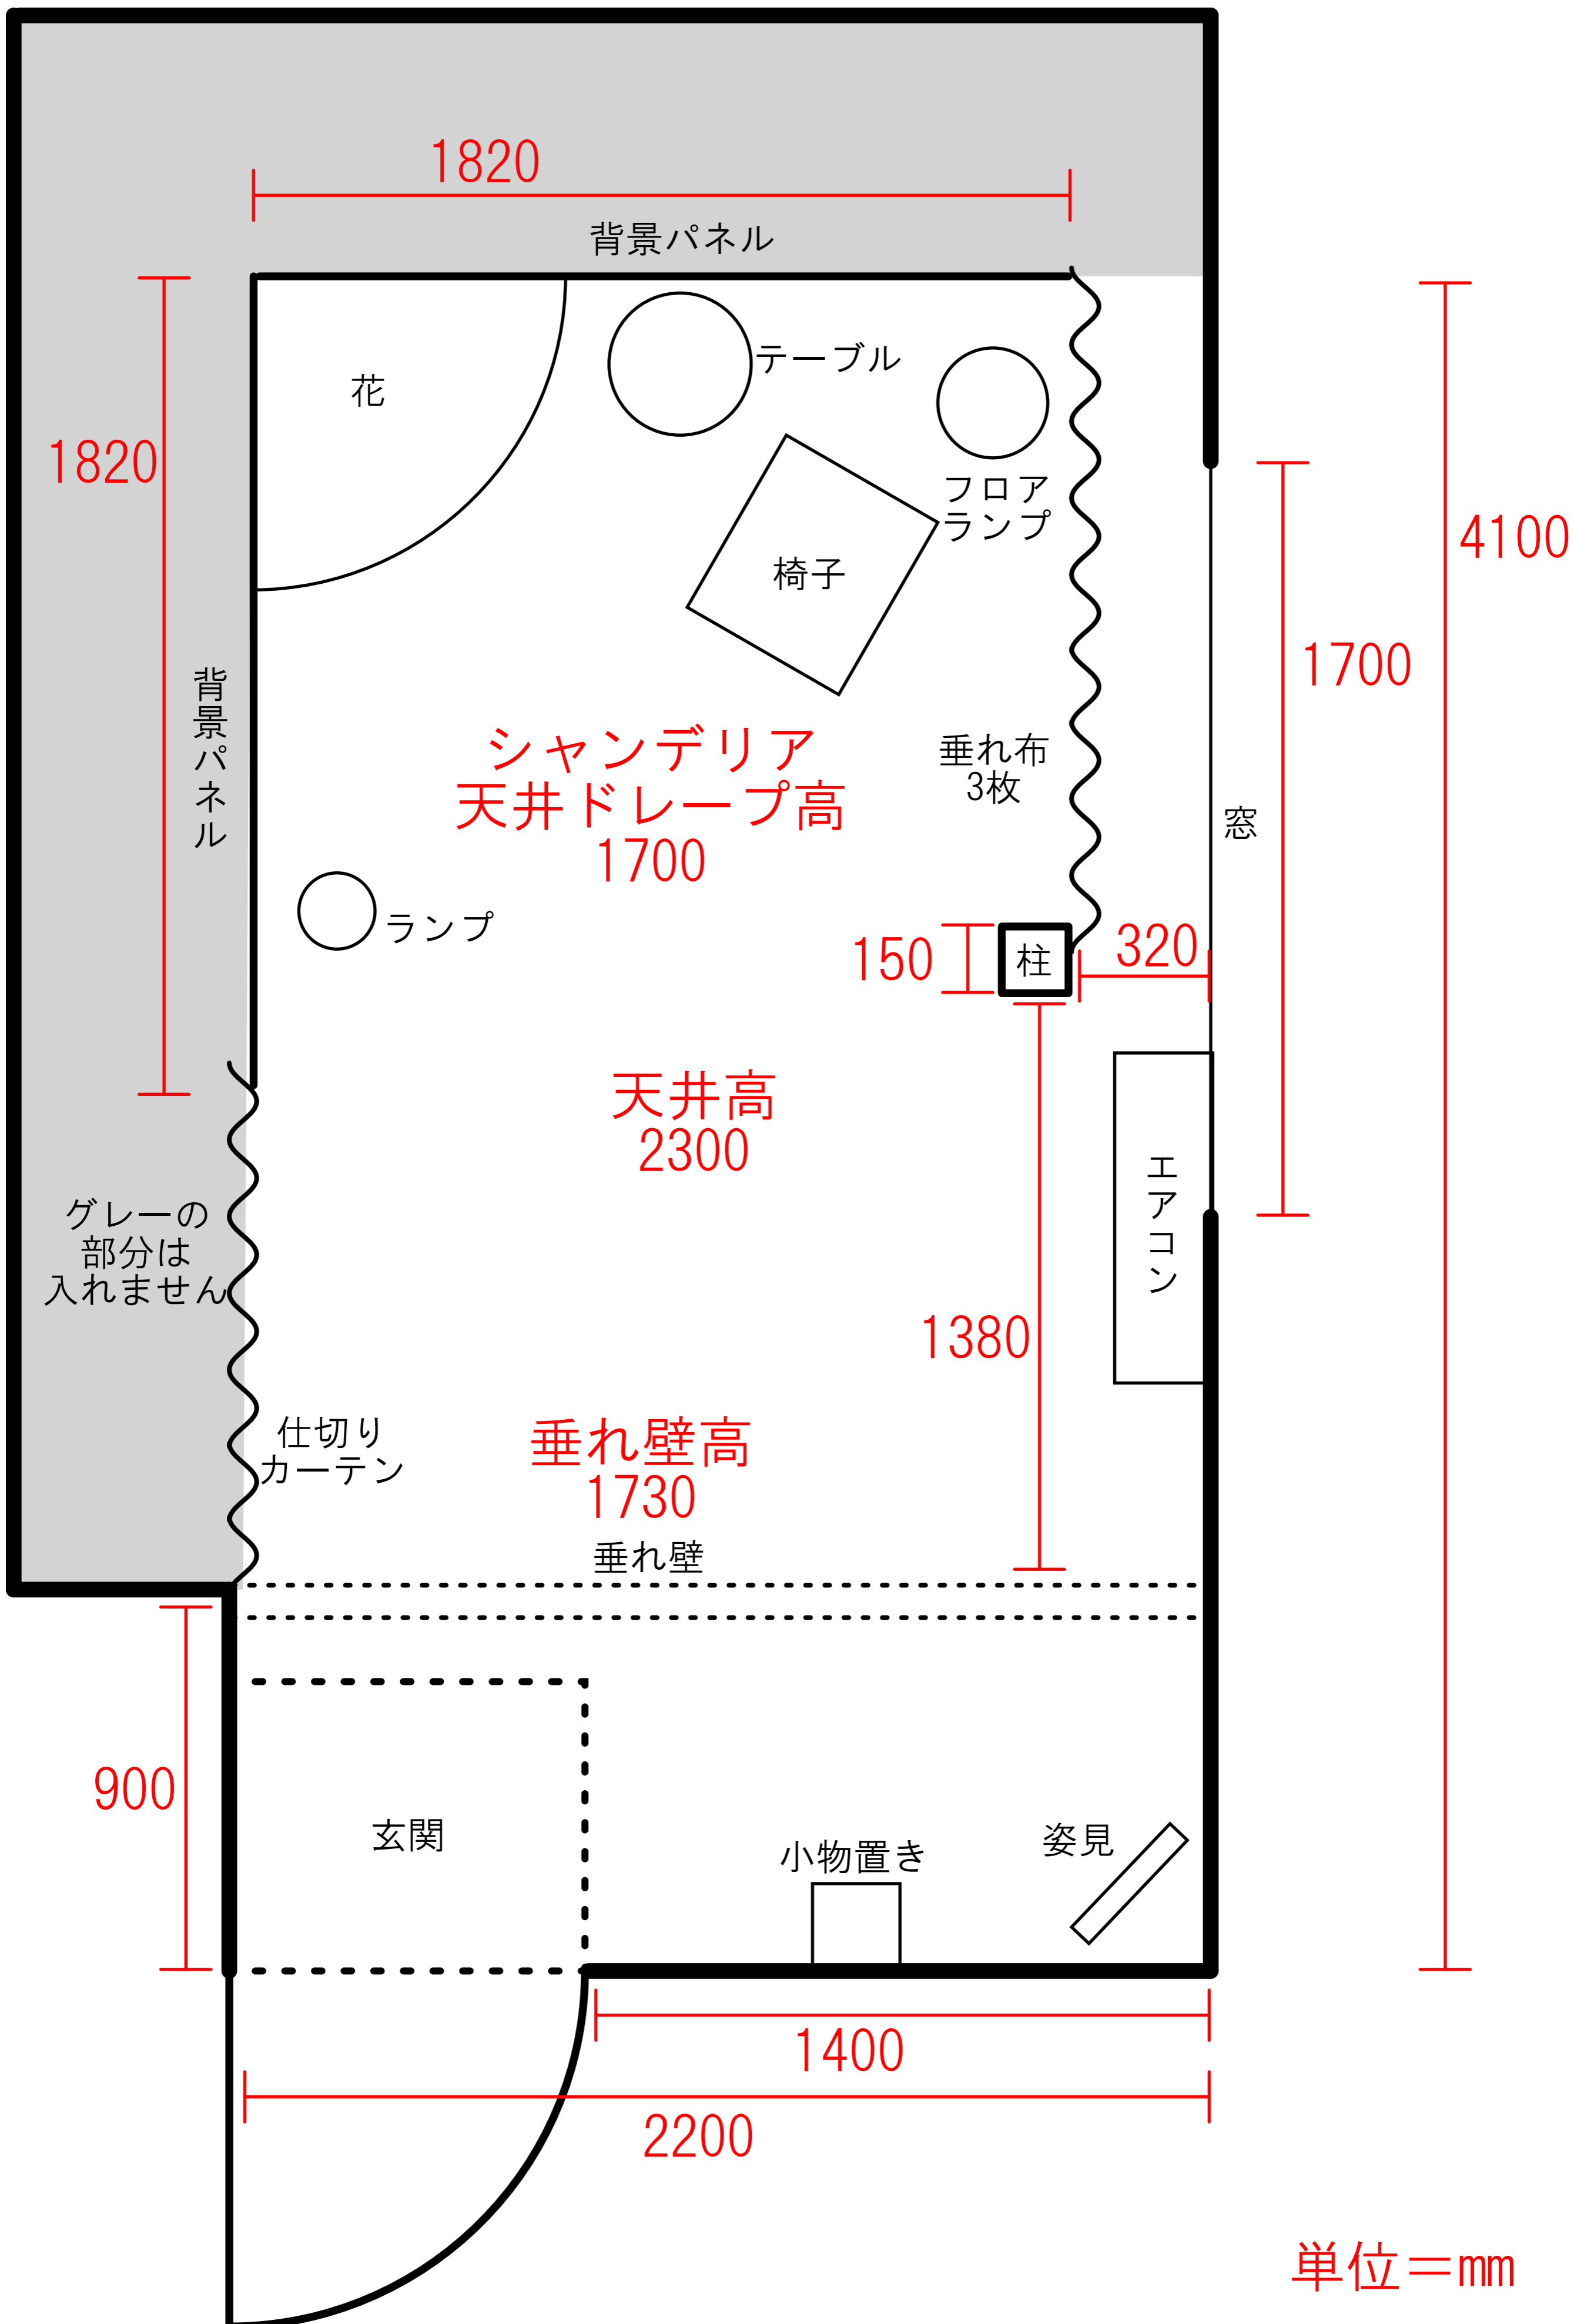 1820
背景パネル
1820
花
テーブル
フロア
ランプ
椅子
4100
1700
背景パネル
シャンデリア
天井ドレープ高
1700
垂れ布
3枚
窓
ランプ
150
柱
320
天井高
2300
エアコン
グレーの
部分は
入れません
1380
仕切り
カーテン
垂れ壁高
1730
垂れ壁
900
玄関
小物置き
姿見
1400
2200
単位＝mm